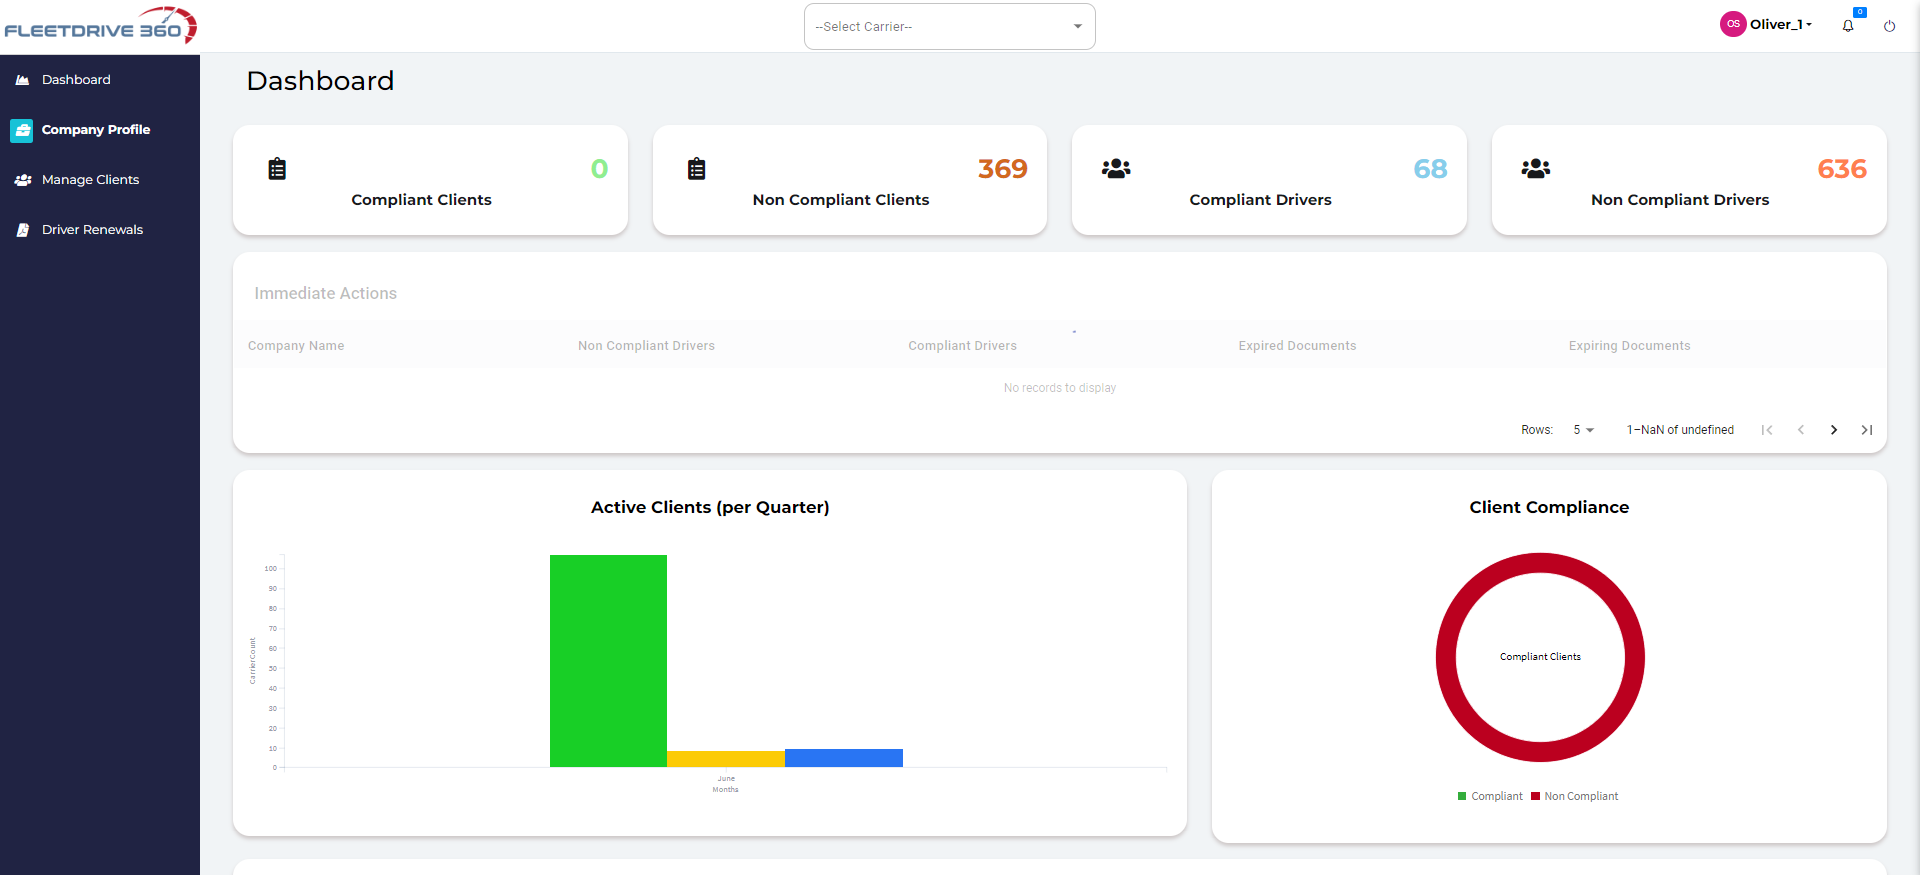 FLEETDRIVE 360
--Select Carrier--
OS Oliver_1
0
Dashboard
Company Profile
Manage Clients
Driver Renewals
Dashboard
0
Compliant Clients
369
Non Compliant Clients
68
Compliant Drivers
636
Non Compliant Drivers
Immediate Actions
Company Name Non Compliant Drivers Compliant Drivers Expired Documents Expiring Documents
No records to display
Rows: 5 1–NaN of undefined
Active Clients (per Quarter)
100
90
80
70
60
50
40
30
20
10
0
CarrierCount
June
Months
Client Compliance
Compliant Clients
Compliant Non Compliant